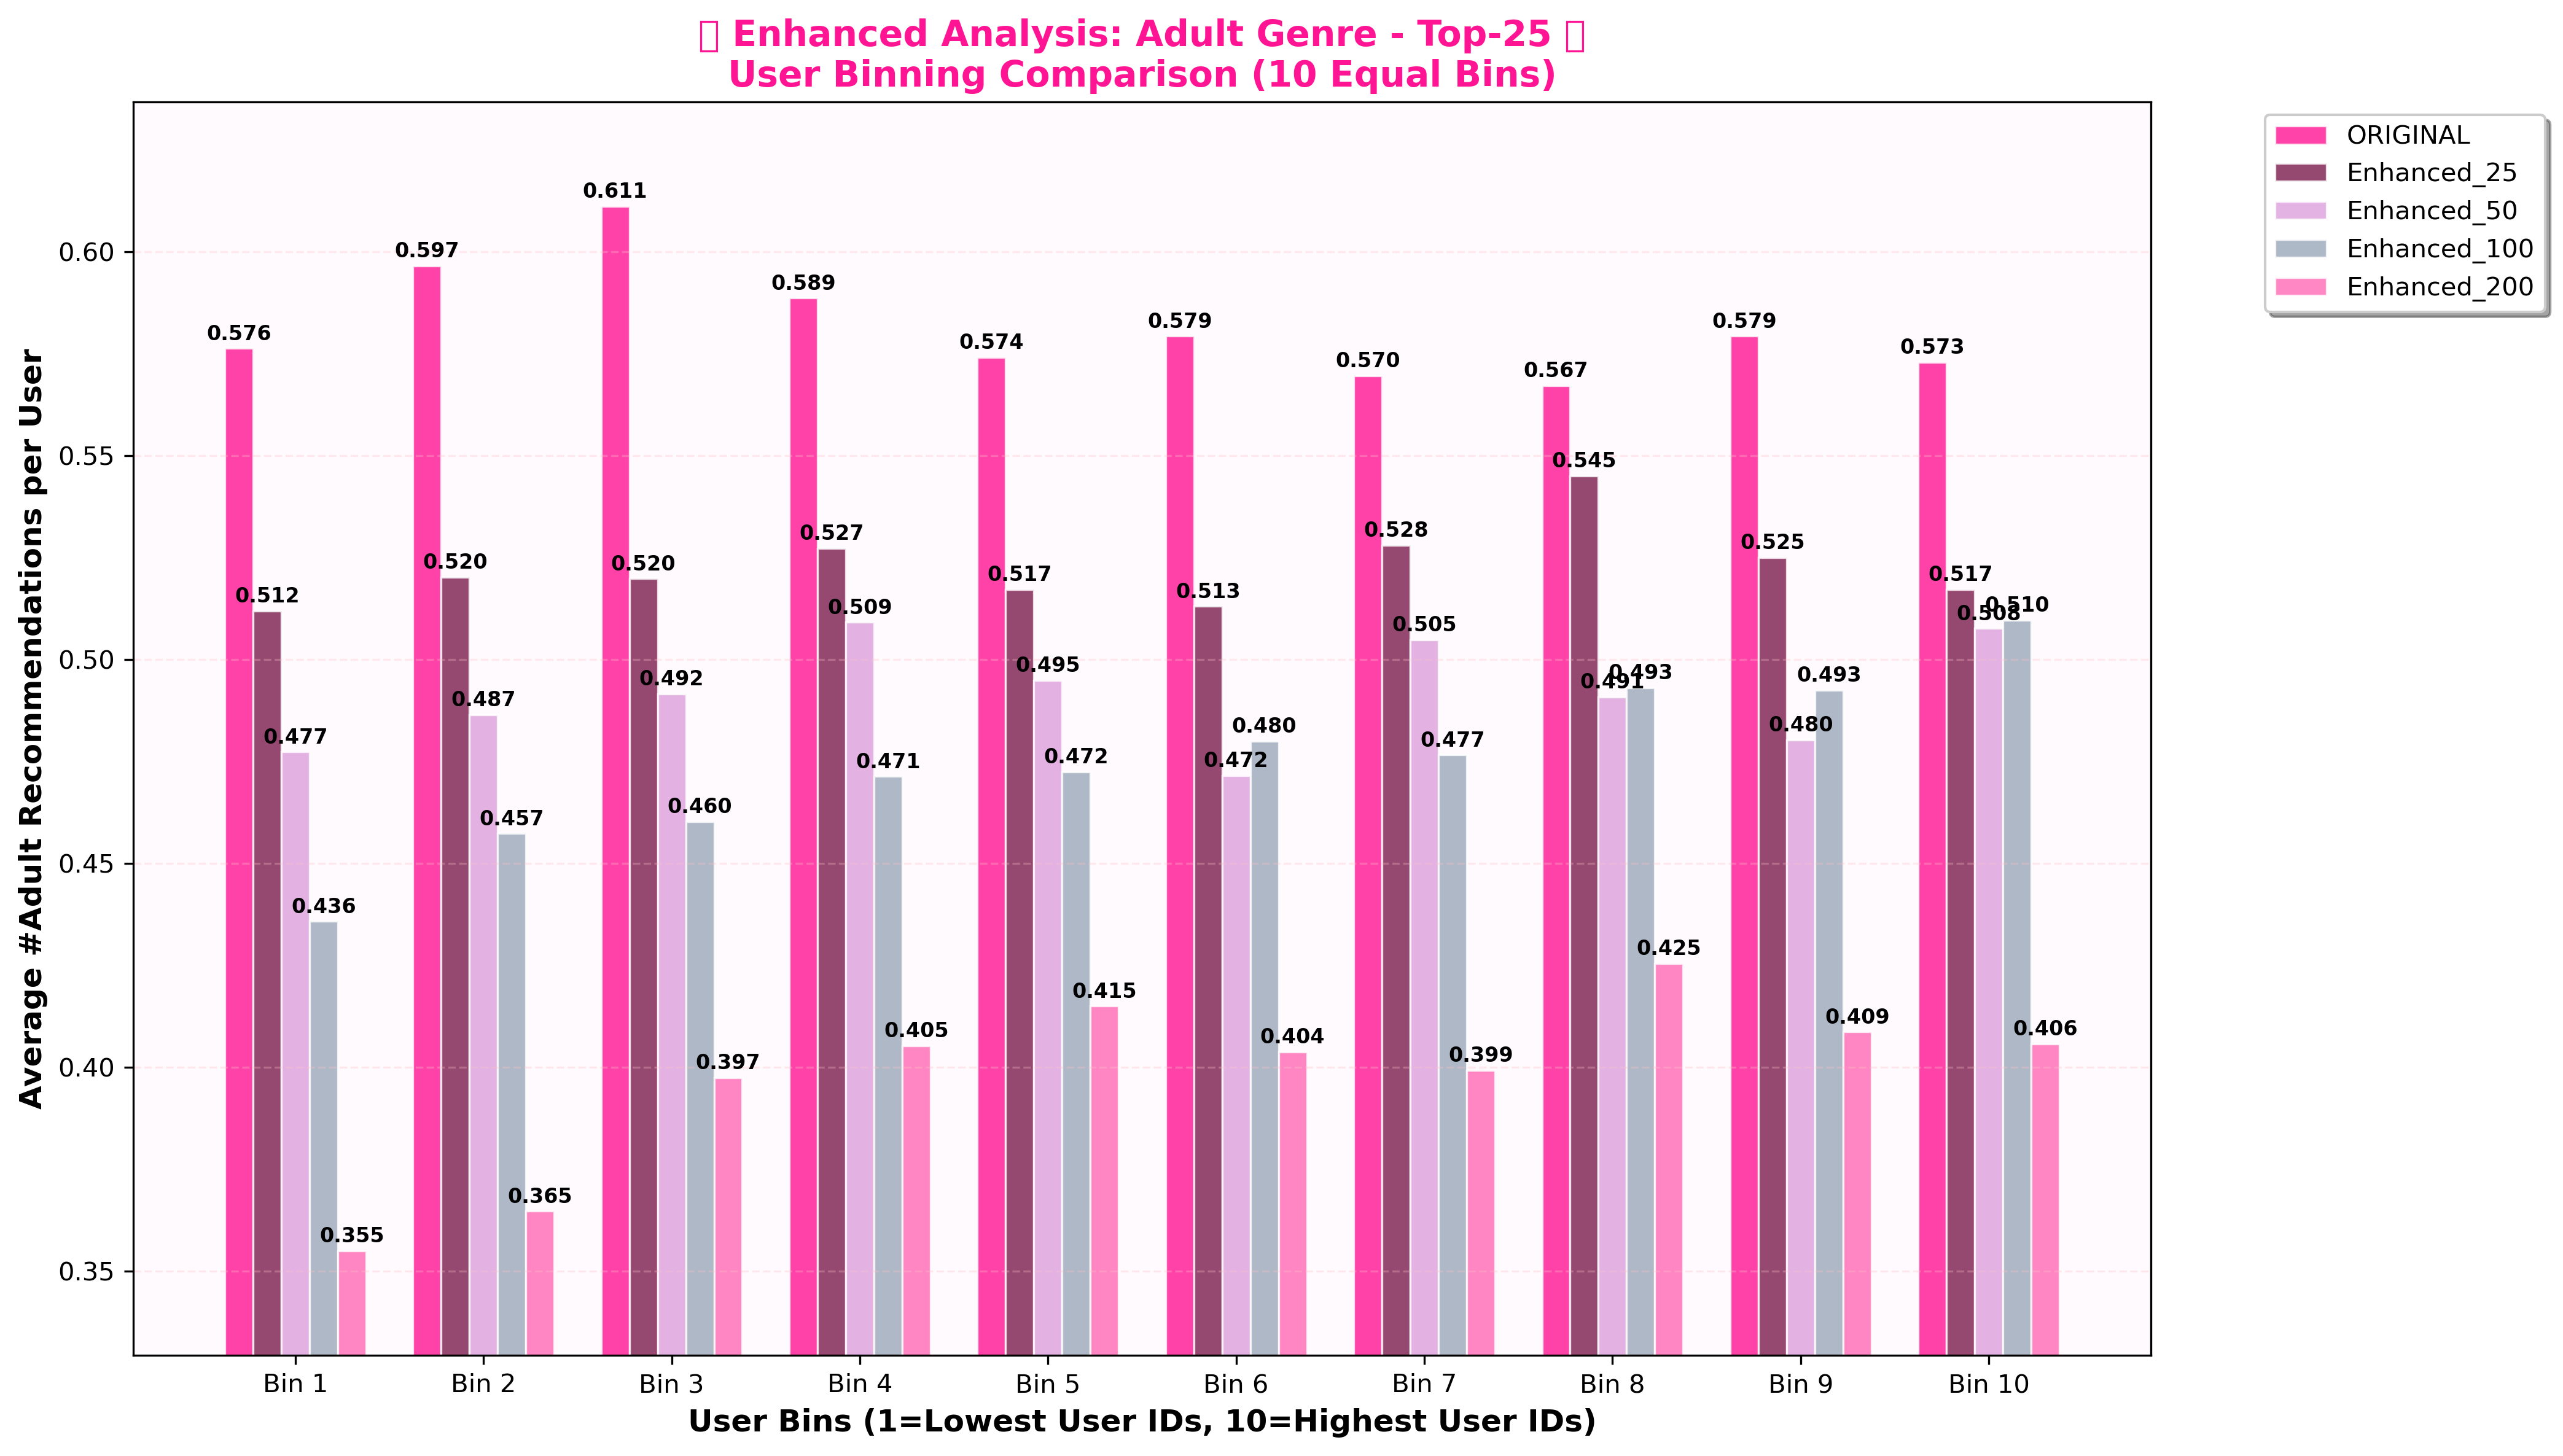 ▯ Enhanced Analysis: Adult Genre - Top-25 ▯
User Binning Comparison (10 Equal Bins)
ORIGINAL
Enhanced_25
Enhanced_50
Enhanced_100
Enhanced_200
Average #Adult Recommendations per User
0.60
0.55
0.50
0.45
0.40
0.35
0.576
0.512
0.477
0.436
0.355
0.597
0.520
0.487
0.457
0.365
0.611
0.520
0.492
0.460
0.397
0.589
0.527
0.509
0.471
0.405
0.574
0.517
0.495
0.472
0.415
0.579
0.513
0.472
0.480
0.404
0.570
0.528
0.505
0.477
0.399
0.567
0.545
0.491
0.493
0.425
0.579
0.525
0.480
0.493
0.409
0.573
0.517
0.508
0.510
0.406
Bin 1
Bin 2
Bin 3
Bin 4
Bin 5
Bin 6
Bin 7
Bin 8
Bin 9
Bin 10
User Bins (1=Lowest User IDs, 10=Highest User IDs)